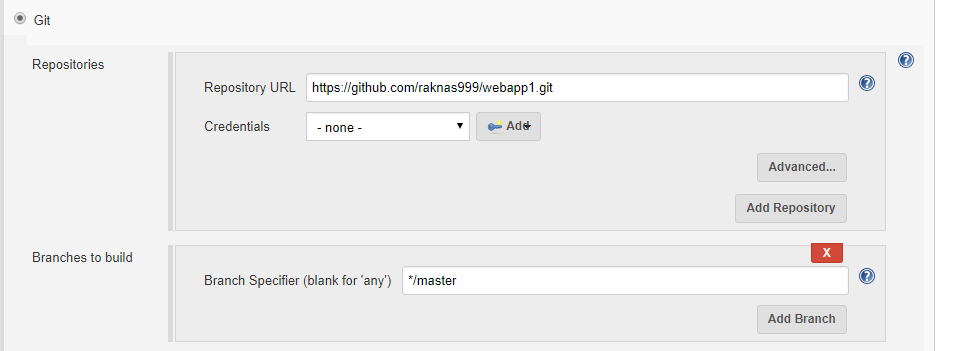 Git
Repositories
Repository URL https://github.com/raknas999/webapp1.git
Credentials - none - Add
Advanced...
Add Repository
Branches to build
X
Branch Specifier (blank for 'any') */master
Add Branch